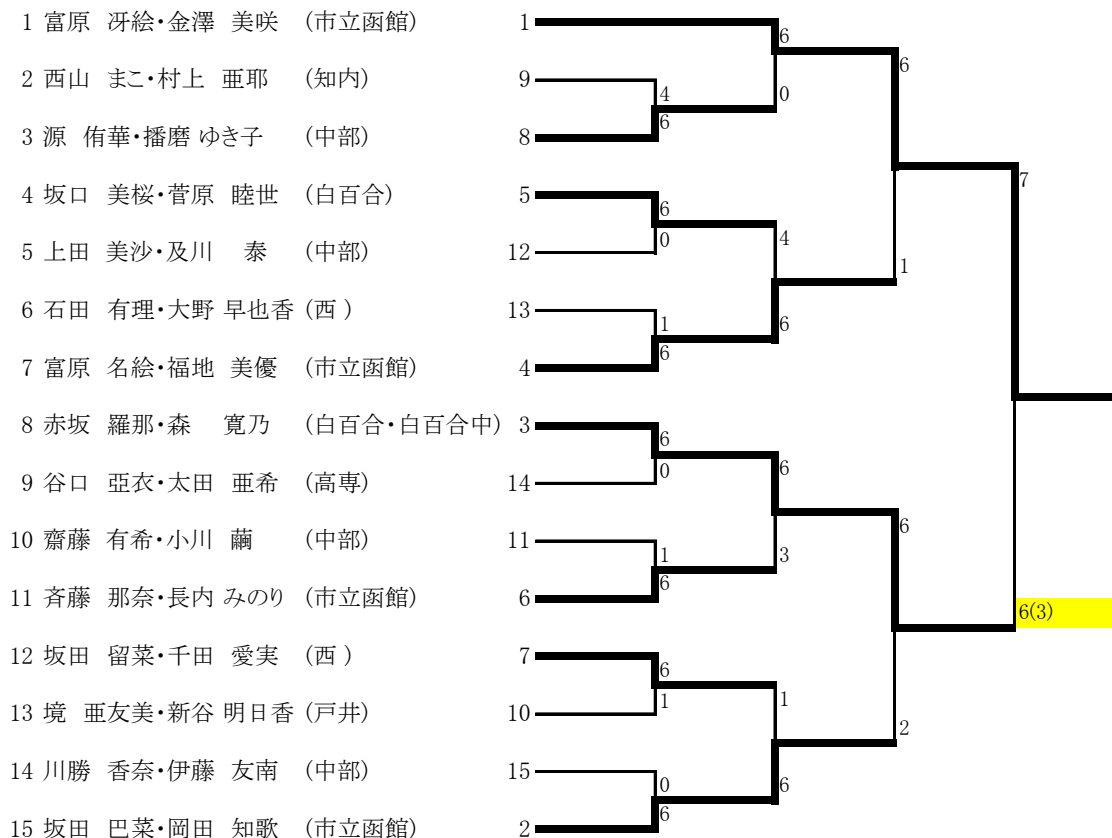 1 富原 冴絵・金澤 美咲 (市立函館) 1
6
6
2 西山 まこ・村上 亜耶 (知内) 9
4
0
6
3 源 侑華・播磨 ゆき子 (中部) 8
7
4 坂口 美桜・菅原 睦世 (白百合) 5
6
0
4
5 上田 美沙・及川 泰 (中部) 12
1
6 石田 有理・大野 早也香 (西 ) 13
1
6
6
7 富原 名絵・福地 美優 (市立函館) 4
8 赤坂 羅那・森 寛乃 (白百合・白百合中) 3
6
0
6
9 谷口 亞衣・太田 亜希 (高専) 14
6
10 齋藤 有希・小川 繭 (中部) 11
1
3
6
11 斉藤 那奈・長内 みのり (市立函館) 6
6(3)
12 坂田 留菜・千田 愛実 (西 ) 7
6
1
1
13 境 亜友美・新谷 明日香 (戸井) 10
2
14 川勝 香奈・伊藤 友南 (中部) 15
0
6
6
15 坂田 巴菜・岡田 知歌 (市立函館) 2